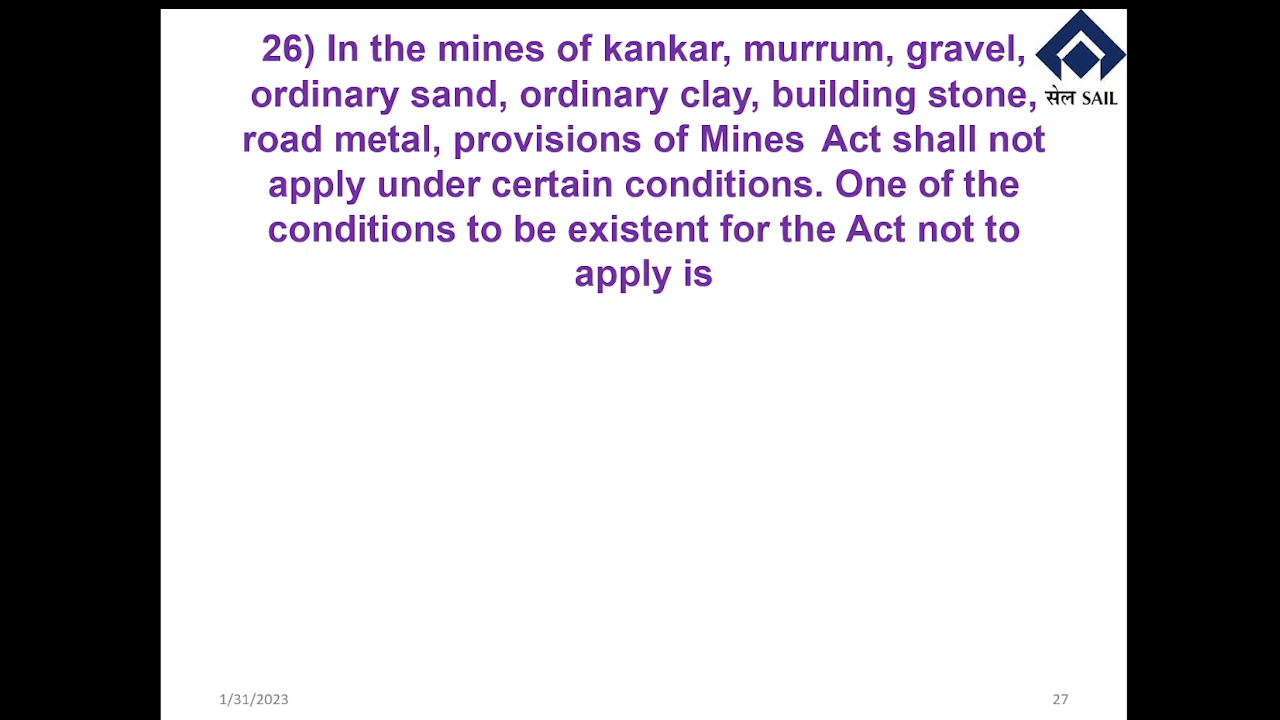 26) In the mines of kankar, murrum, gravel,
ordinary sand, ordinary clay, building stone,
road metal, provisions of Mines Act shall not
apply under certain conditions. One of the
conditions to be existent for the Act not to
apply is
सेल SAIL
1/31/2023
27